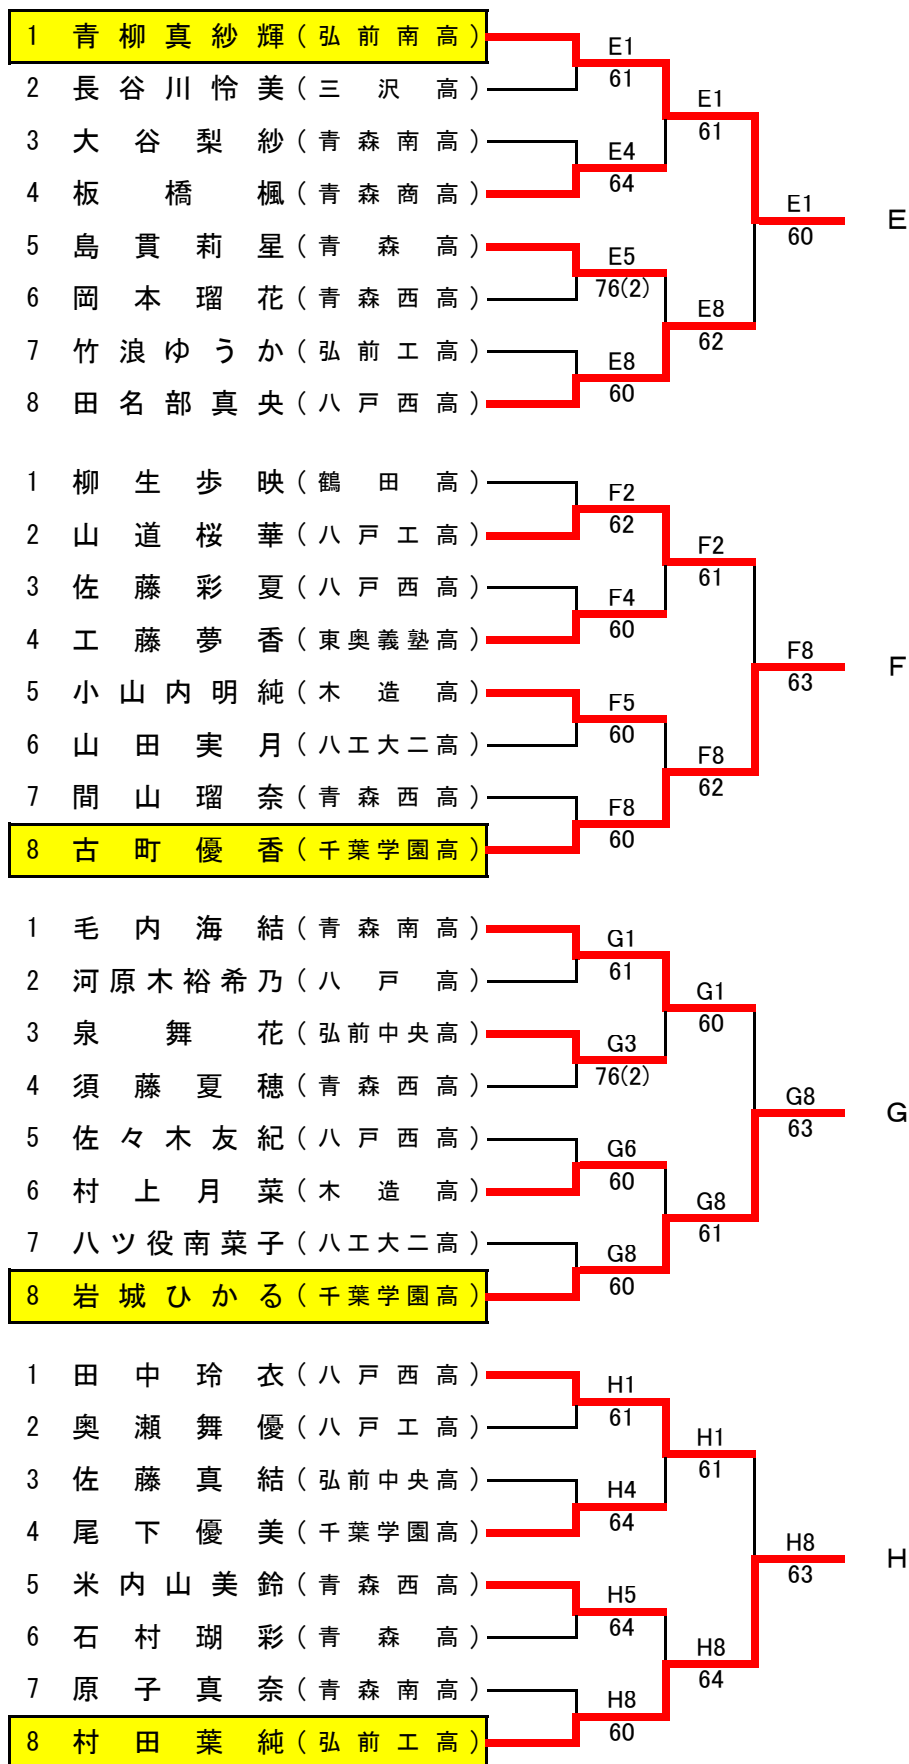 1 青柳真紗輝(弘前南高)
E1
2 長谷川怜美(三沢高)
61
E1
3 大谷梨紗(青森南高)
61
E4
4 板橋楓(青森商高)
64
E1
E
5 島貫莉星(青森高)
60
E5
6 岡本瑠花(青森西高)
76(2)
E8
7 竹浪ゆうか(弘前工高)
62
E8
8 田名部真央(八戸西高)
60
1 柳生歩映(鶴田高)
F2
2 山道桜華(八戸工高)
62
F2
3 佐藤彩夏(八戸西高)
61
F4
4 工藤夢香(東奥義塾高)
60
F8
F
5 小山内明純(木造高)
63
F5
6 山田実月(八工大二高)
60
F8
7 間山瑠奈(青森西高)
62
F8
8 古町優香(千葉学園高)
60
1 毛内海結(青森南高)
G1
2 河原木裕希乃(八戸高)
61
G1
3 泉舞花(弘前中央高)
60
G3
4 須藤夏穂(青森西高)
76(2)
G8
G
5 佐々木友紀(八戸西高)
63
G6
6 村上月菜(木造高)
60
G8
7 八ツ役南菜子(八工大二高)
61
G8
8 岩城ひかる(千葉学園高)
60
1 田中玲衣(八戸西高)
H1
2 奥瀬舞優(八戸工高)
61
H1
3 佐藤真結(弘前中央高)
61
H4
4 尾下優美(千葉学園高)
64
H8
H
5 米内山美鈴(青森西高)
63
H5
6 石村瑚彩(青森高)
64
H8
7 原子真奈(青森南高)
64
H8
8 村田葉純(弘前工高)
60